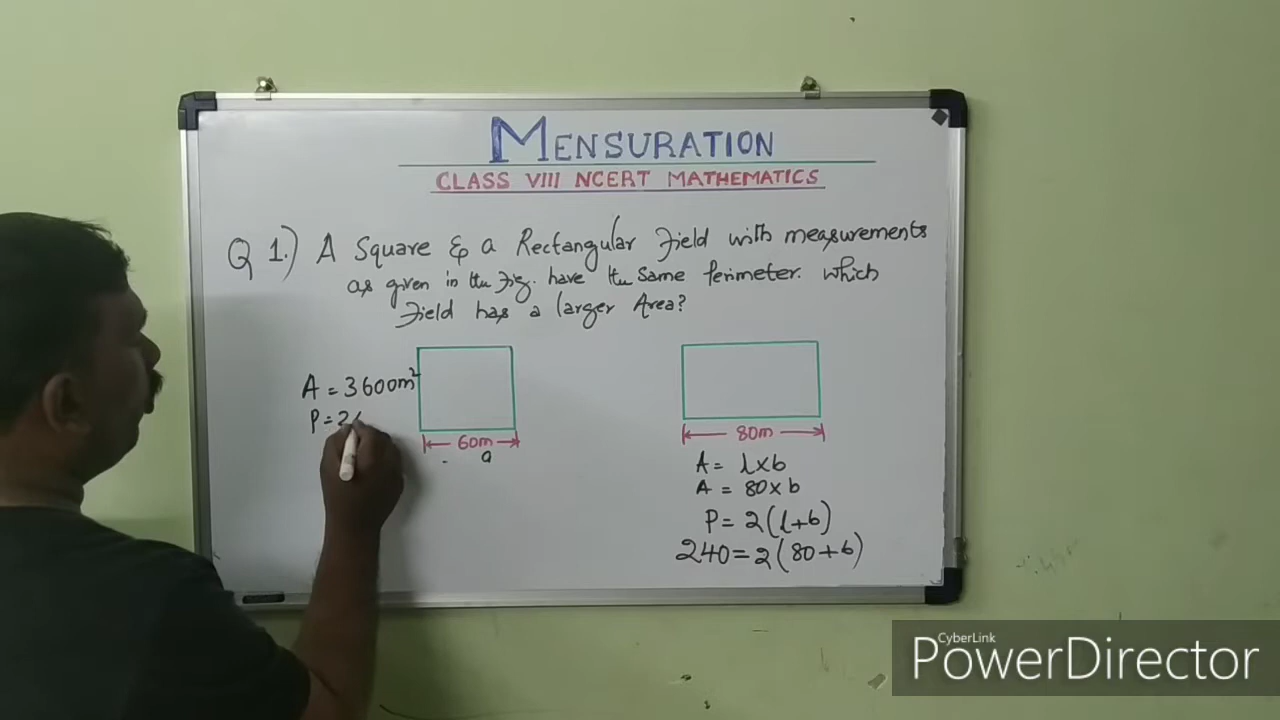 MENSURATION
CLASS VIII NCERT MATHEMATICS
Q 1.) A Square & a Rectangular Field with measurements
as given in the Fig. have the same perimeter. which
Field has a larger Area?
A = 3600m²
P = 24
60m
a
80m
A = l×b
A = 80×b
P = 2(l+b)
240 = 2(80+b)
CyberLink
PowerDirector